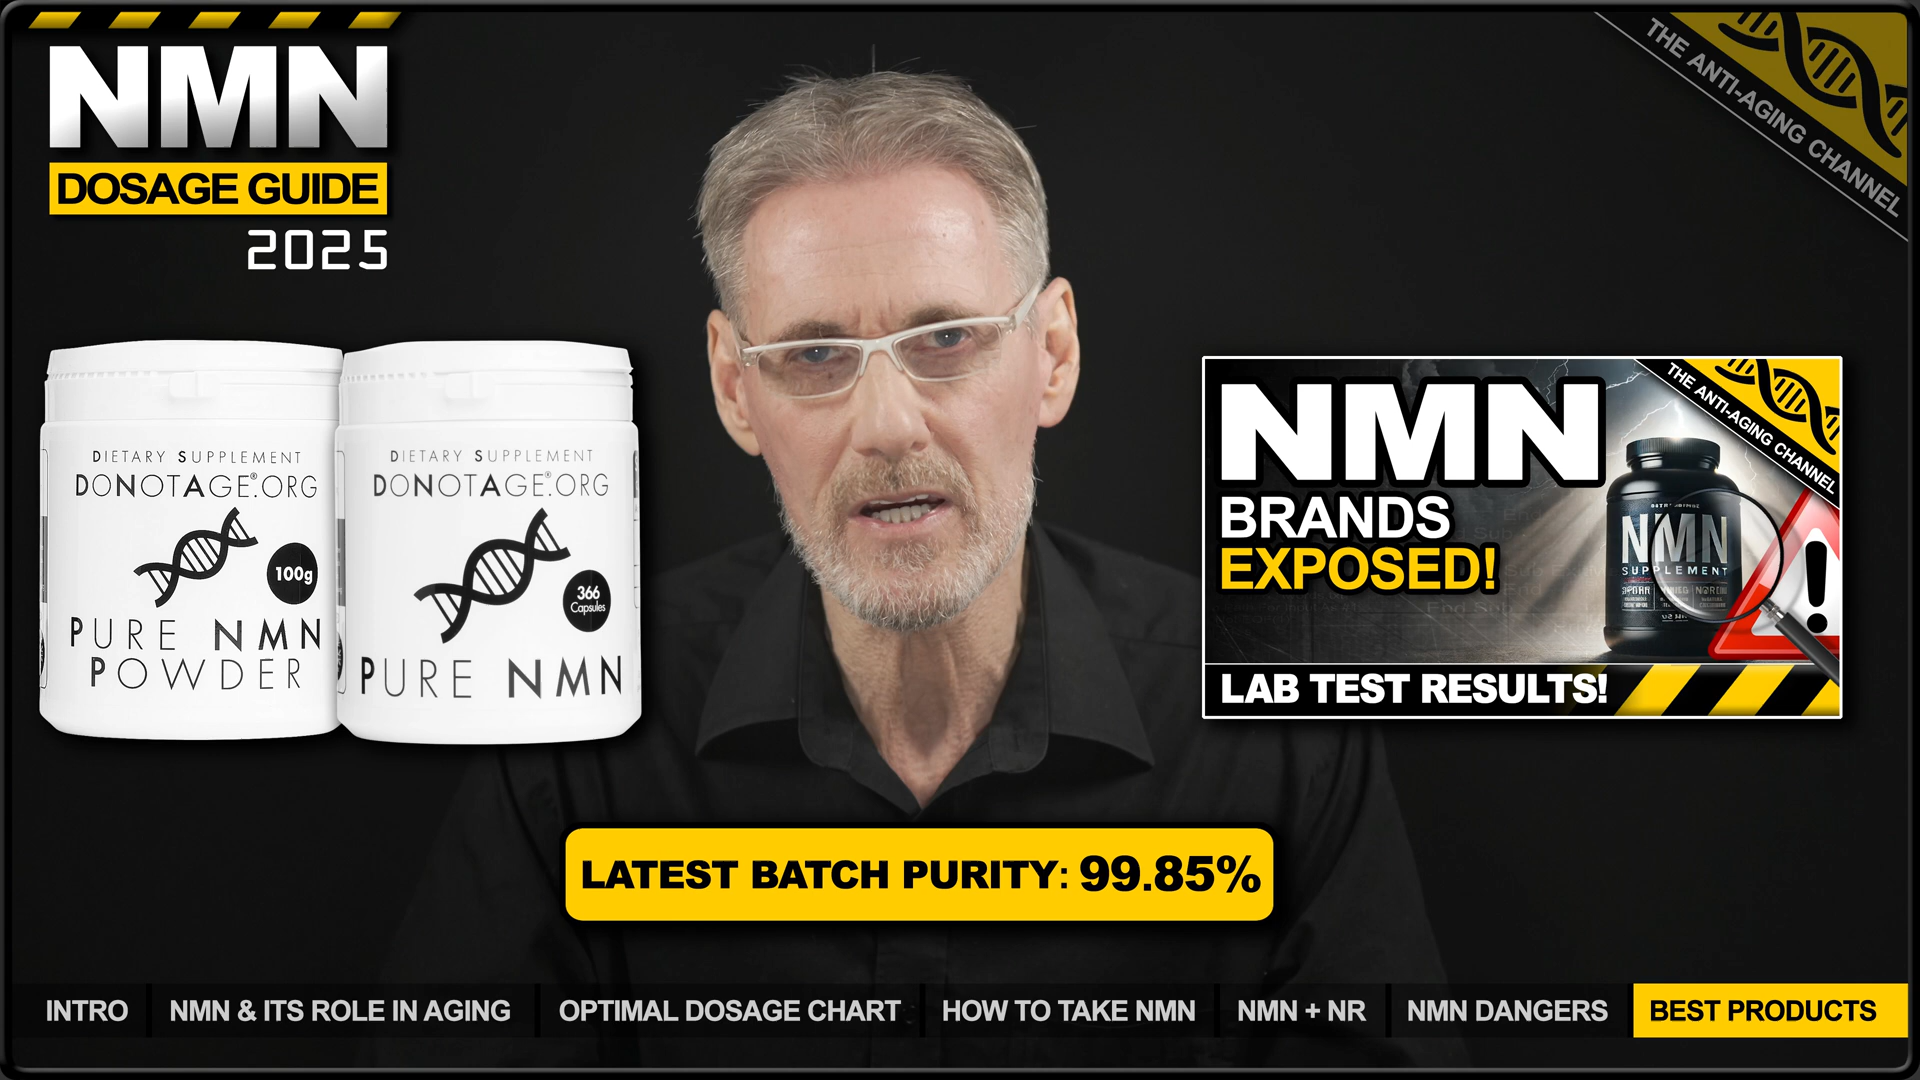 NMN
DOSAGE GUIDE
2025
THE ANTI-AGING CHANNEL
DIETARY SUPPLEMENT
DONOTAGE®.ORG
100g
PURE NMN
POWDER
DIETARY SUPPLEMENT
DONOTAGE®.ORG
366
Capsules
PURE NMN
NMN
BRANDS
EXPOSED!
THE ANTI-AGING CHANNEL
NMN
SUPPLEMENT
LAB TEST RESULTS!
LATEST BATCH PURITY: 99.85%
INTRO
NMN & ITS ROLE IN AGING
OPTIMAL DOSAGE CHART
HOW TO TAKE NMN
NMN + NR
NMN DANGERS
BEST PRODUCTS